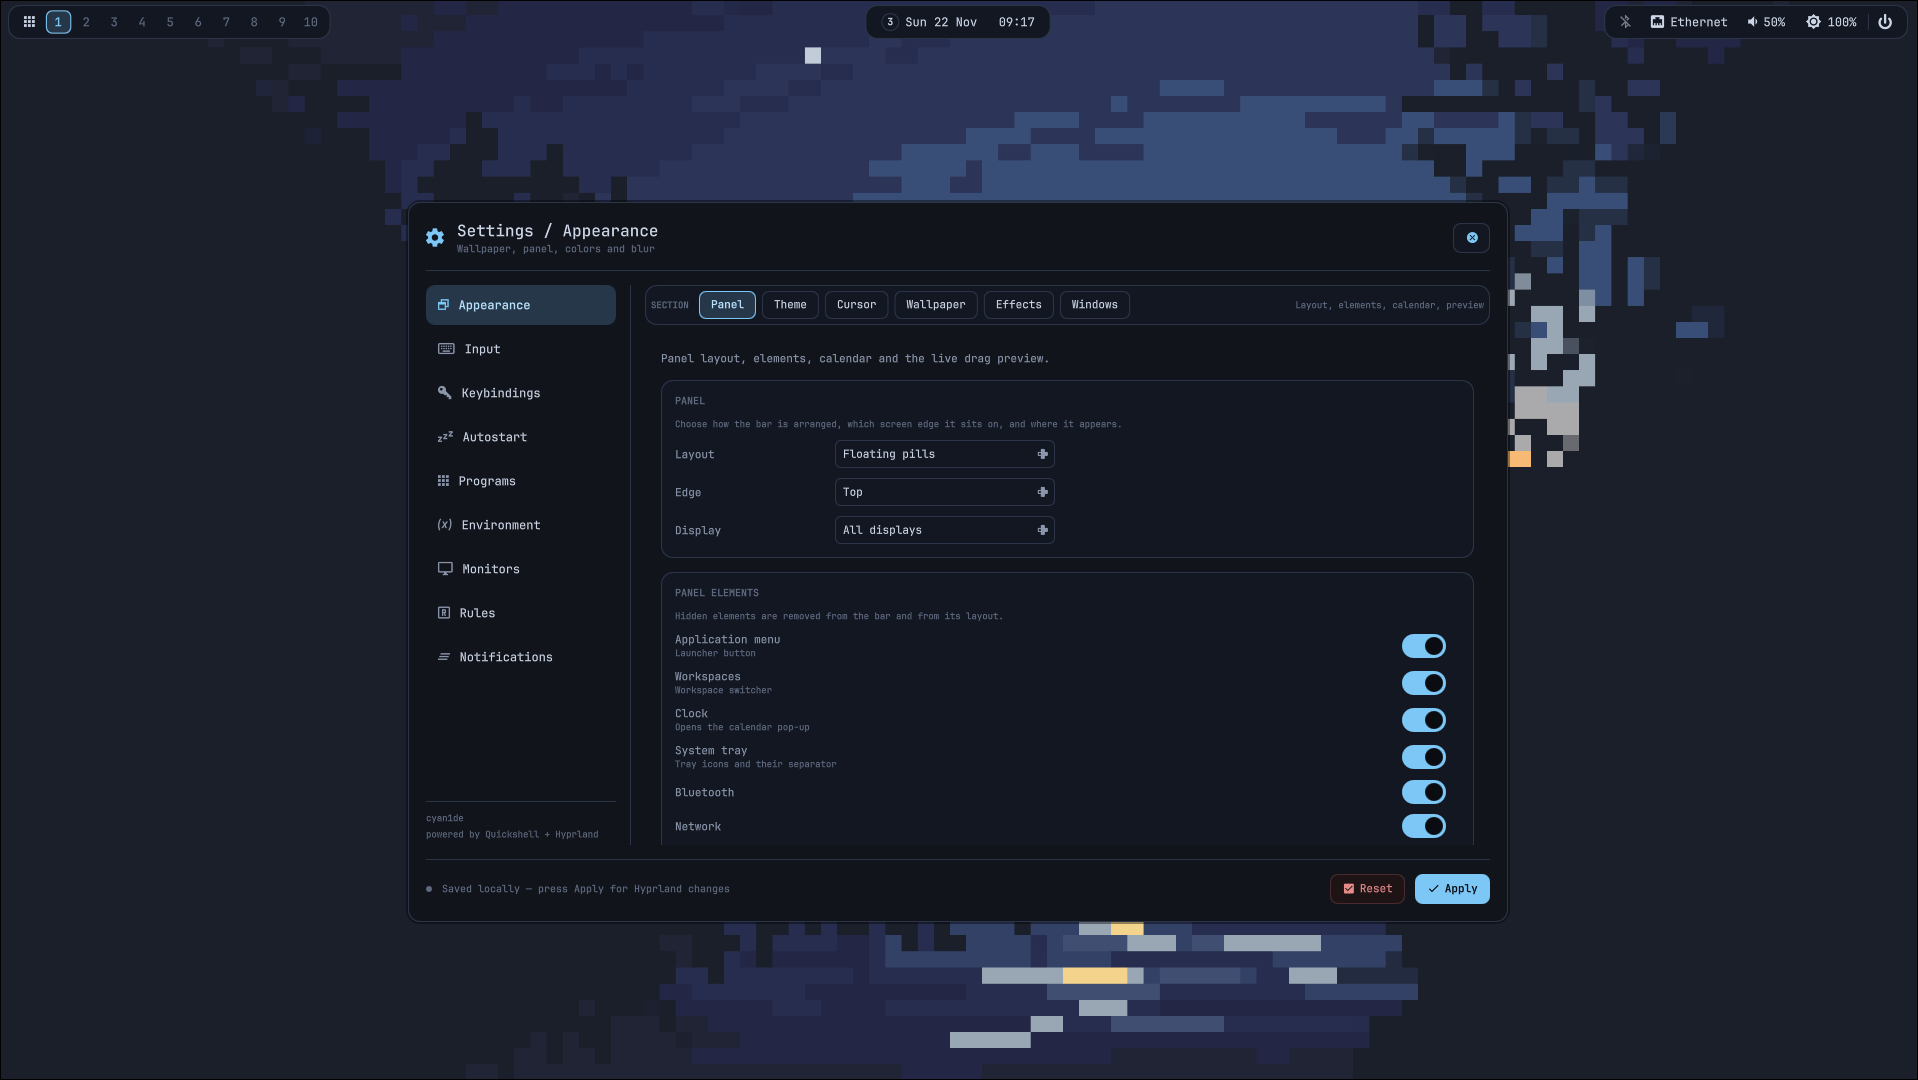 1 2 3 4 5 6 7 8 9 10
3 Sun 22 Nov 09:17
Ethernet 50% 100%
Settings / Appearance
Wallpaper, panel, colors and blur
Appearance
Input
Keybindings
Autostart
Programs
Environment
Monitors
Rules
Notifications
cyan1de
powered by Quickshell + Hyprland
SECTION Panel Theme Cursor Wallpaper Effects Windows Layout, elements, calendar, preview
Panel layout, elements, calendar and the live drag preview.
PANEL
Choose how the bar is arranged, which screen edge it sits on, and where it appears.
Layout Floating pills
Edge Top
Display All displays
PANEL ELEMENTS
Hidden elements are removed from the bar and from its layout.
Application menu
Launcher button
Workspaces
Workspace switcher
Clock
Opens the calendar pop-up
System tray
Tray icons and their separator
Bluetooth
Network
Saved locally — press Apply for Hyprland changes
Reset Apply